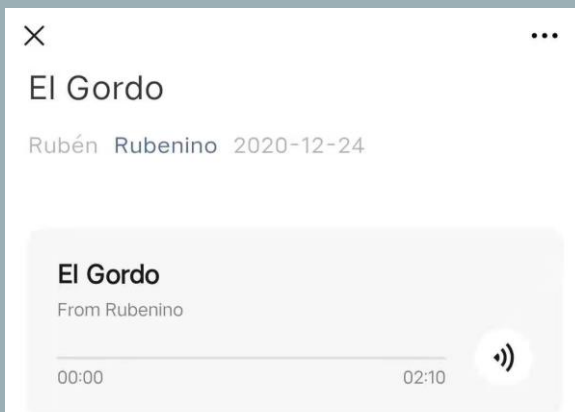 El Gordo
Rubén Rubenino 2020-12-24
El Gordo
From Rubenino
00:00 02:10